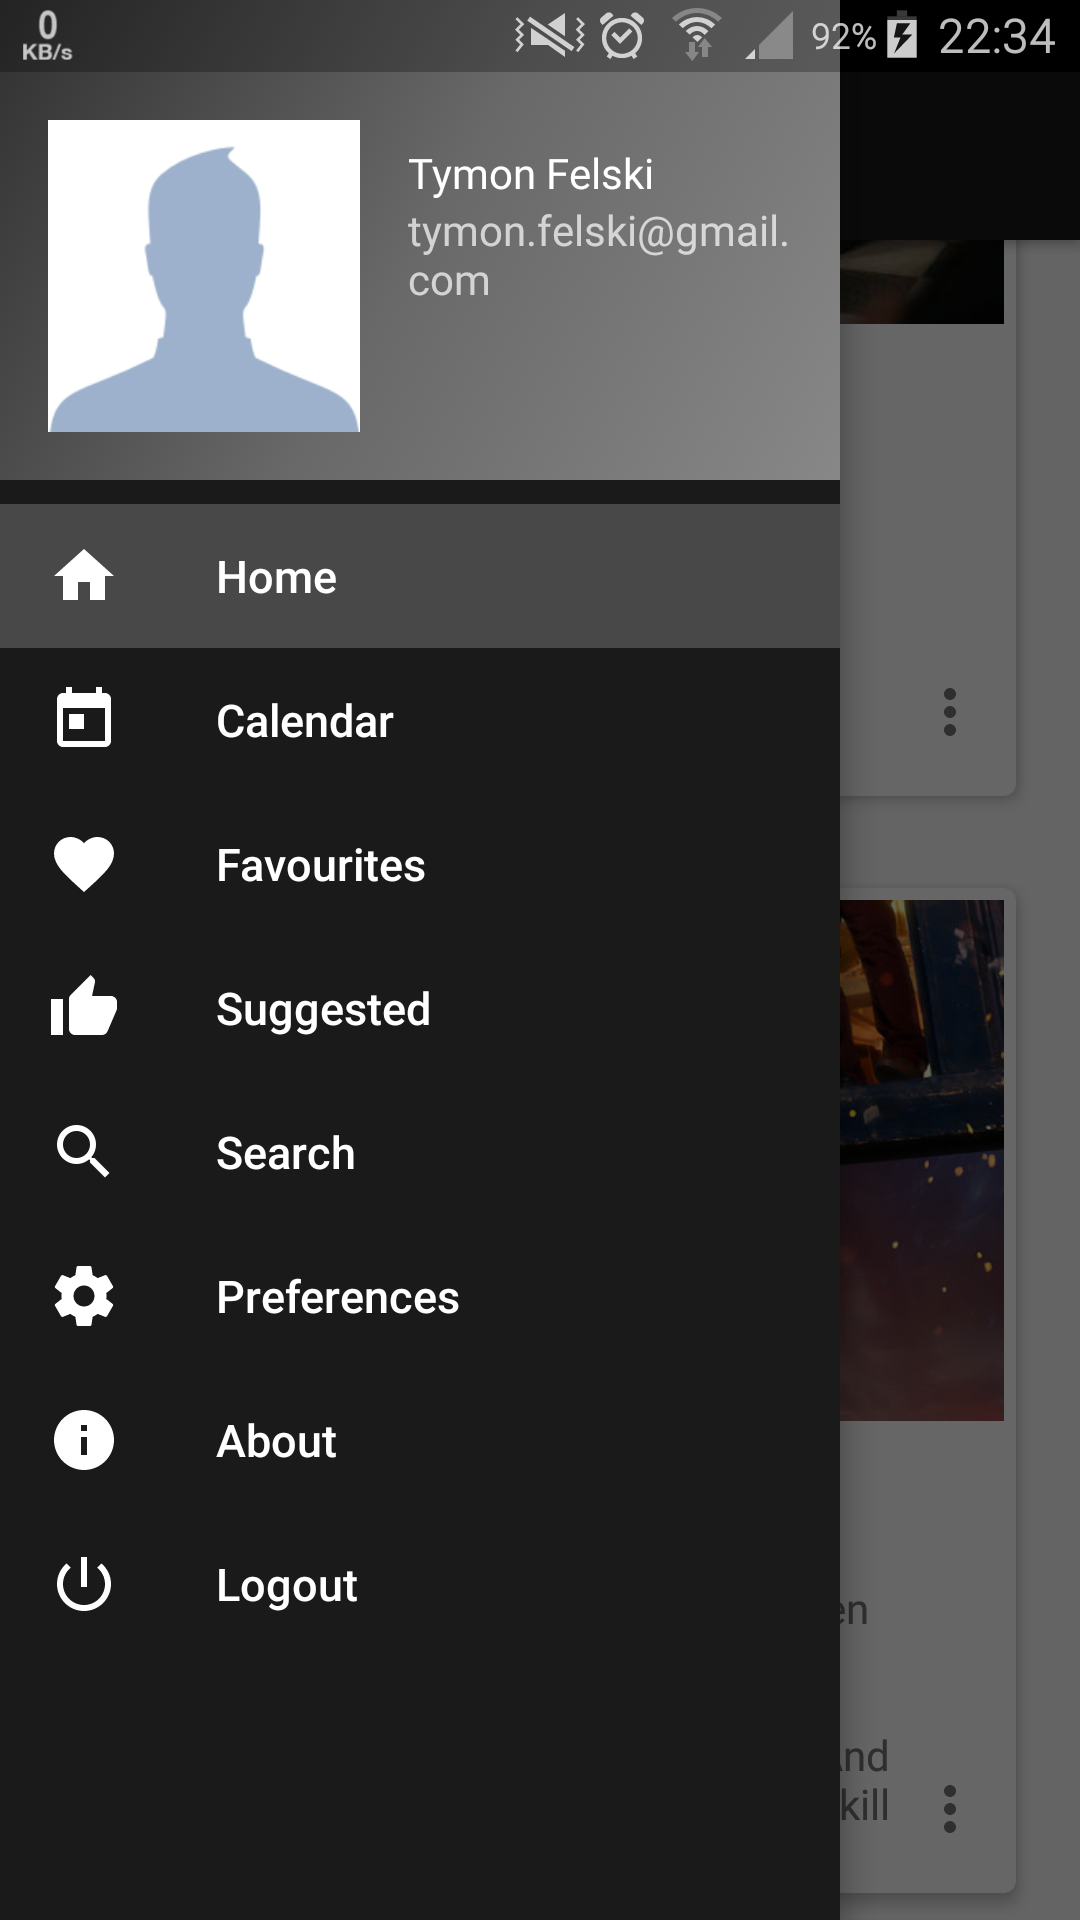 0
KB/s
92%
22:34
Tymon Felski
tymon.felski@gmail.
com
Home
Calendar
Favourites
Suggested
Search
Preferences
About
Logout
en
And
kill